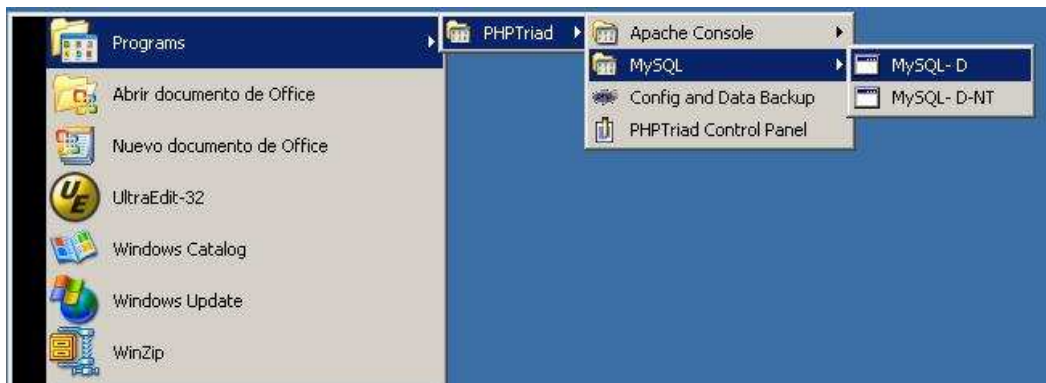 Programs
PHPTriad
Apache Console
MySQL
MySQL- D
Config and Data Backup
MySQL- D-NT
PHPTriad Control Panel
Abrir documento de Office
Nuevo documento de Office
UltraEdit-32
Windows Catalog
Windows Update
WinZip